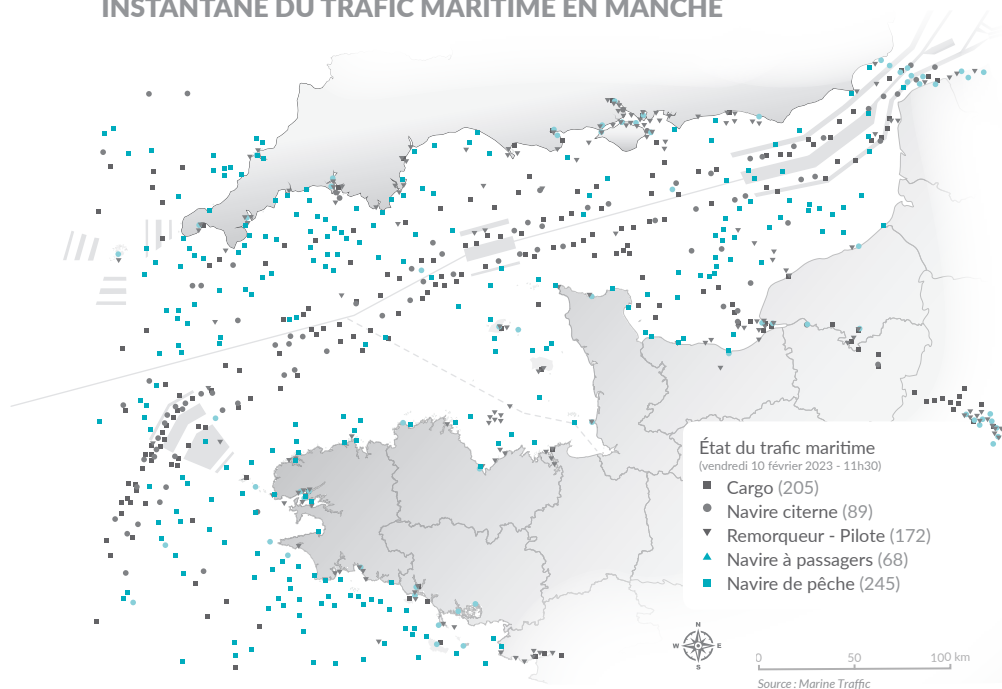 INSTANTANÉ DU TRAFIC MARITIME EN MANCHE
État du trafic maritime
(vendredi 10 février 2023 - 11h30)
Cargo (205)
Navire citerne (89)
Remorqueur - Pilote (172)
Navire à passagers (68)
Navire de pêche (245)
N
W E
S
0 50 100 km
Source : Marine Traffic